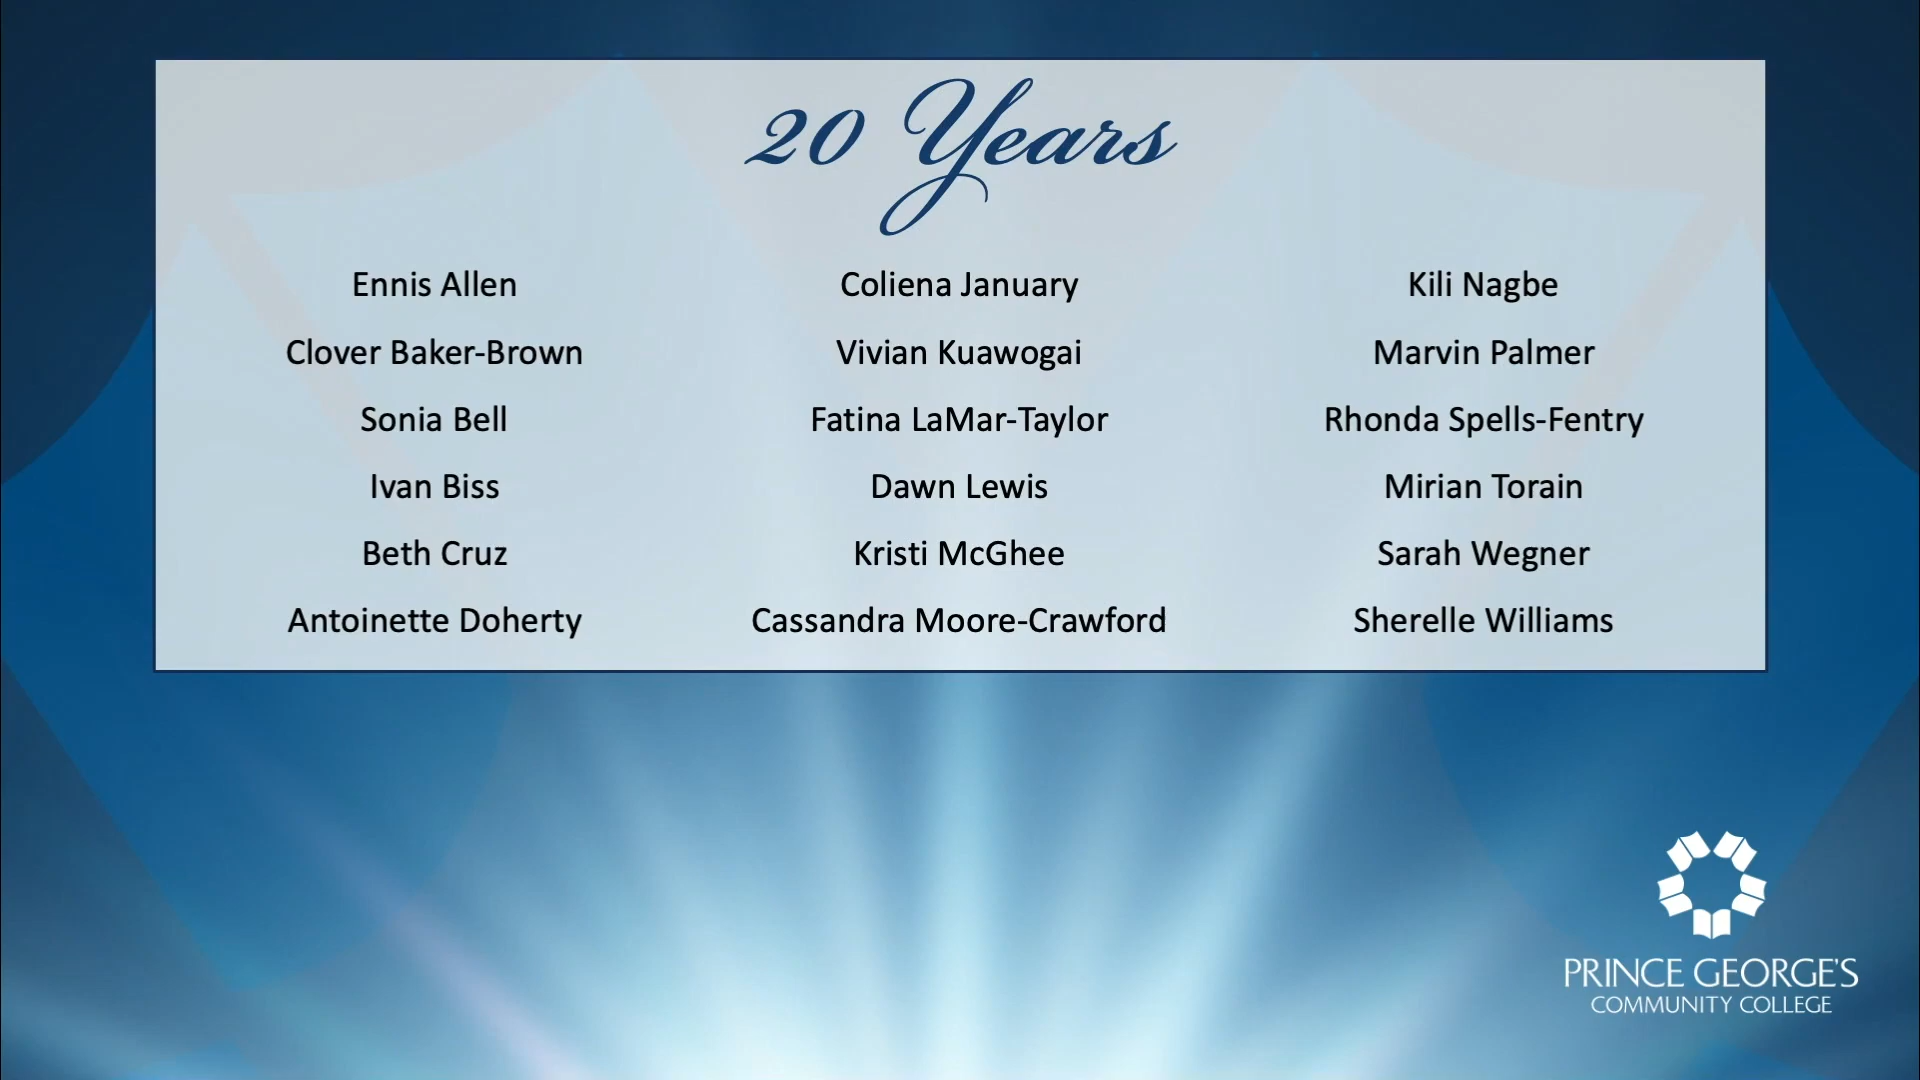 20 Years
Ennis Allen
Clover Baker-Brown
Sonia Bell
Ivan Biss
Beth Cruz
Antoinette Doherty
Coliena January
Vivian Kuawogai
Fatina LaMar-Taylor
Dawn Lewis
Kristi McGhee
Cassandra Moore-Crawford
Kili Nagbe
Marvin Palmer
Rhonda Spells-Fentry
Mirian Torain
Sarah Wegner
Sherelle Williams
PRINCE GEORGE'S
COMMUNITY COLLEGE